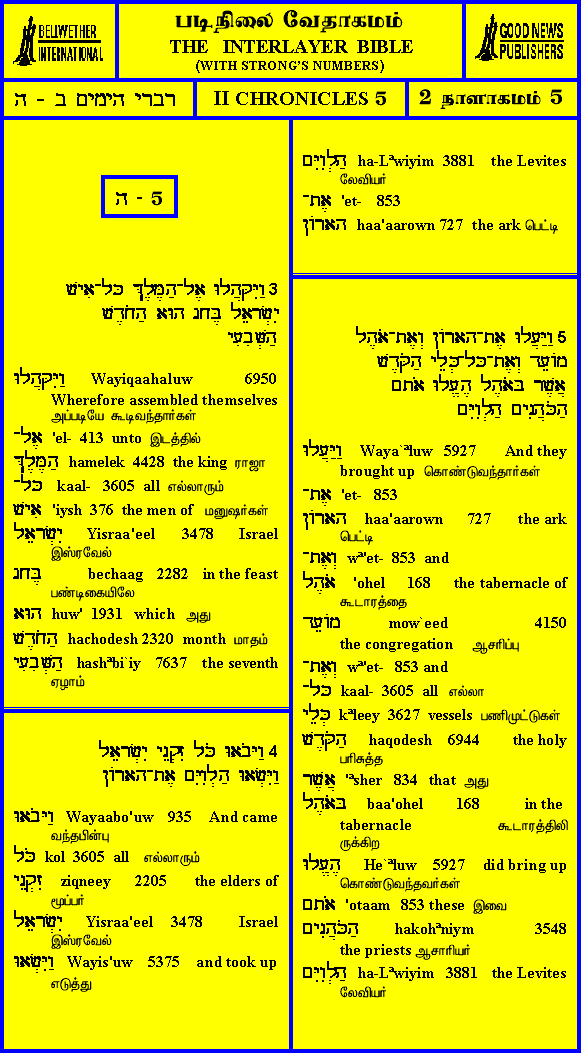 BELLWETHER
INTERNATIONAL
படிநிலை வேதாகமம்
THE INTERLAYER BIBLE
(WITH STRONG'S NUMBERS)
GOOD NEWS
PUBLISHERS
דברי הימים ב - ה
II CHRONICLES 5
2 நாளாகமம் 5
ה - 5
3 וַיִּקָּהֲלוּ אֶל־הַמֶּלֶךְ כָּל־אִישׁ
יִשְׂרָאֵל בֶּחָג הוּא הַחֹדֶשׁ
הַשְּׁבִעִי
וַיִּקָּהֲלוּ Wayiqaahaluw 6950
Wherefore assembled themselves
அப்படியே கூடிவந்தார்கள்
אֶל־ 'el- 413 unto இடத்தில்
הַמֶּלֶךְ hamelek 4428 the king ராஜா
כָּל־ kaal- 3605 all எல்லாரும்
אִישׁ 'iysh 376 the men of மனுஷர்கள்
יִשְׂרָאֵל Yisraa'eel 3478 Israel
இஸ்ரவேல்
בֶּחָג bechaag 2282 in the feast
பண்டிகையிலே
הוּא huw' 1931 which அது
הַחֹדֶשׁ hachodesh 2320 month மாதம்
הַשְּׁבִעִי hashªbi`iy 7637 the seventh
ஏழாம்
4 וַיָּבֹאוּ כֹּל זִקְנֵי יִשְׂרָאֵל
וַיִּשְׂאוּ הַלְוִיִּם אֶת־הָאָרוֹן
וַיָּבֹאוּ Wayaabo'uw 935 And came
வந்தபின்பு
כֹּל kol 3605 all எல்லாரும்
זִקְנֵי ziqneey 2205 the elders of
மூப்பர்
יִשְׂרָאֵל Yisraa'eel 3478 Israel
இஸ்ரவேல்
וַיִּשְׂאוּ Wayis'uw 5375 and took up
எடுத்து
הַלְוִיִּם ha-Lªwiyim 3881 the Levites
லேவியர்
אֶת־ 'et- 853
הָאָרוֹן haa'aarown 727 the ark பெட்டி
5 וַיַּעֲלוּ אֶת־הָאָרוֹן וְאֶת־אֹהֶל
מוֹעֵד וְאֶת־כָּל־כְּלֵי הַקֹּדֶשׁ
אֲשֶׁר בָּאֹהֶל הֶעֱלוּ אֹתָם
הַכֹּהֲנִים הַלְוִיִּם
וַיַּעֲלוּ Waya`ªluw 5927 And they
brought up கொண்டுவந்தார்கள்
אֶת־ 'et- 853
הָאָרוֹן haa'aarown 727 the ark
பெட்டி
וְאֶת־ wª'et- 853 and
אֹהֶל 'ohel 168 the tabernacle of
கூடாரத்தை
מוֹעֵד mow`eed 4150
the congregation ஆசரிப்பு
וְאֶת־ wª'et- 853 and
כָּל־ kaal- 3605 all எல்லா
כְּלֵי kªleey 3627 vessels பணிமுட்டுகள்
הַקֹּדֶשׁ haqodesh 6944 the holy
பரிசுத்த
אֲשֶׁר 'ªsher 834 that அது
בָּאֹהֶל baa'ohel 168 in the
tabernacle கூடாரத்திலி
ருக்கிற
הֶעֱלוּ He`ªluw 5927 did bring up
கொண்டுவந்தவர்கள்
אֹתָם 'otaam 853 these இவை
הַכֹּהֲנִים hakohªniym 3548
the priests ஆசாரியர்
הַלְוִיִּם ha-Lªwiyim 3881 the Levites
லேவியர்